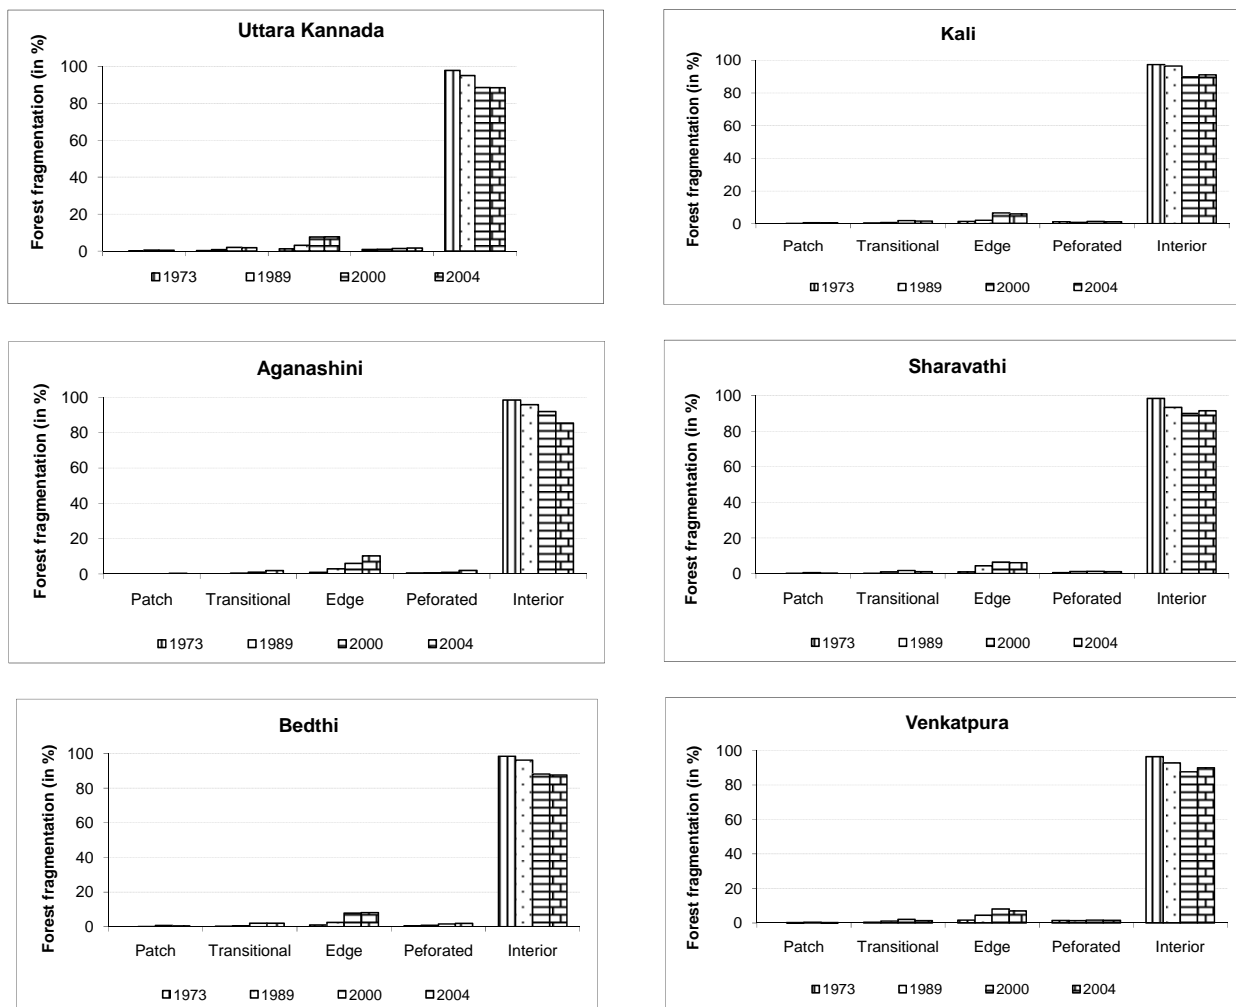 Uttara Kannada
Forest fragmentation (in %)
100
80
60
40
20
0
1973 1989 2000 2004
Kali
Forest fragmentation (in %)
100
80
60
40
20
0
Patch Transitional Edge Peforated Interior
1973 1989 2000 2004
Aganashini
Forest fragmentation (in %)
100
80
60
40
20
0
Patch Transitional Edge Peforated Interior
1973 1989 2000 2004
Sharavathi
Forest fragmentation (in %)
100
80
60
40
20
0
Patch Transitional Edge Peforated Interior
1973 1989 2000 2004
Bedthi
Forest fragmentation (in %)
100
80
60
40
20
0
Patch Transitional Edge Peforated Interior
1973 1989 2000 2004
Venkatpura
Forest fragmentation (in %)
100
80
60
40
20
0
Patch Transitional Edge Peforated Interior
1973 1989 2000 2004